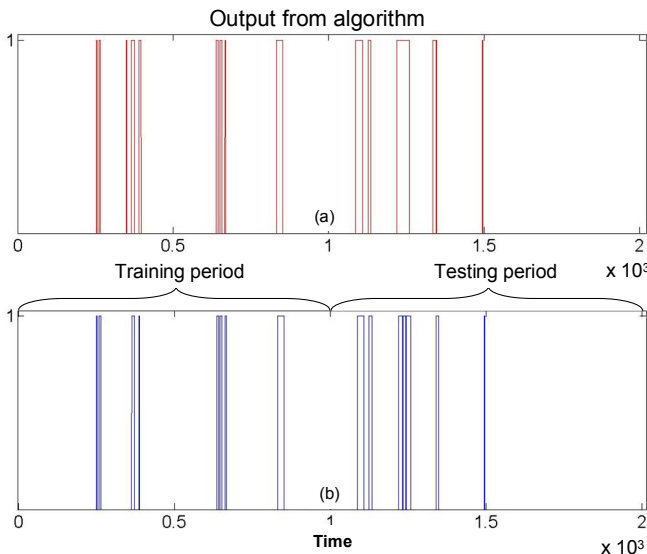 Output from algorithm
1
(a)
0 0.5 1 1.5 2
x 10³
Training period Testing period
1
(b)
0
0 0.5 1 1.5 2
Time
x 10³